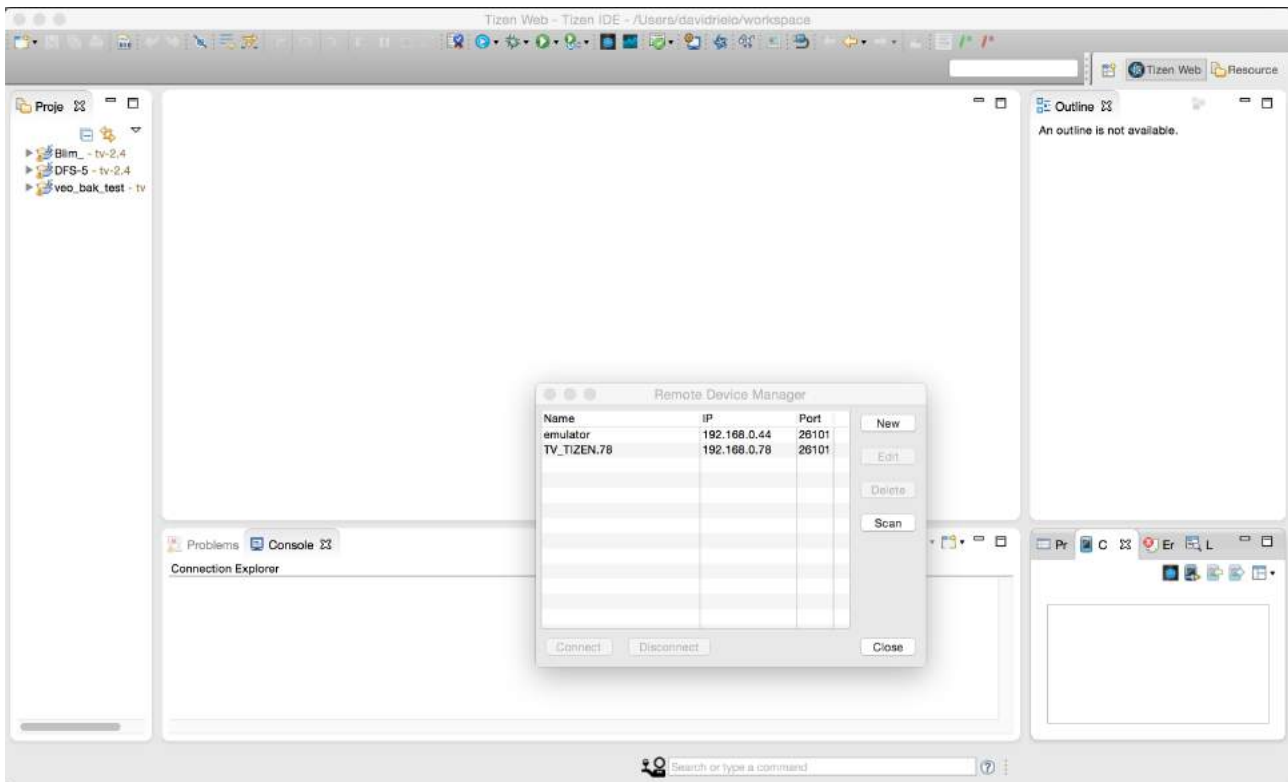 Tizen Web - Tizen IDE - /Users/davidrielo/workspace
Tizen Web
Resource
Proje
Blim_ - tv-2.4
DFS-5 - tv-2.4
veo_bak_test - tv
Outline
An outline is not available.
Remote Device Manager
Name IP Port
emulator 192.168.0.44 26101
TV_TIZEN.78 192.168.0.78 26101
New
Edit
Delete
Scan
Connect
Disconnect
Close
Problems
Console
Connection Explorer
Pr
C
Er
L
Search or type a command